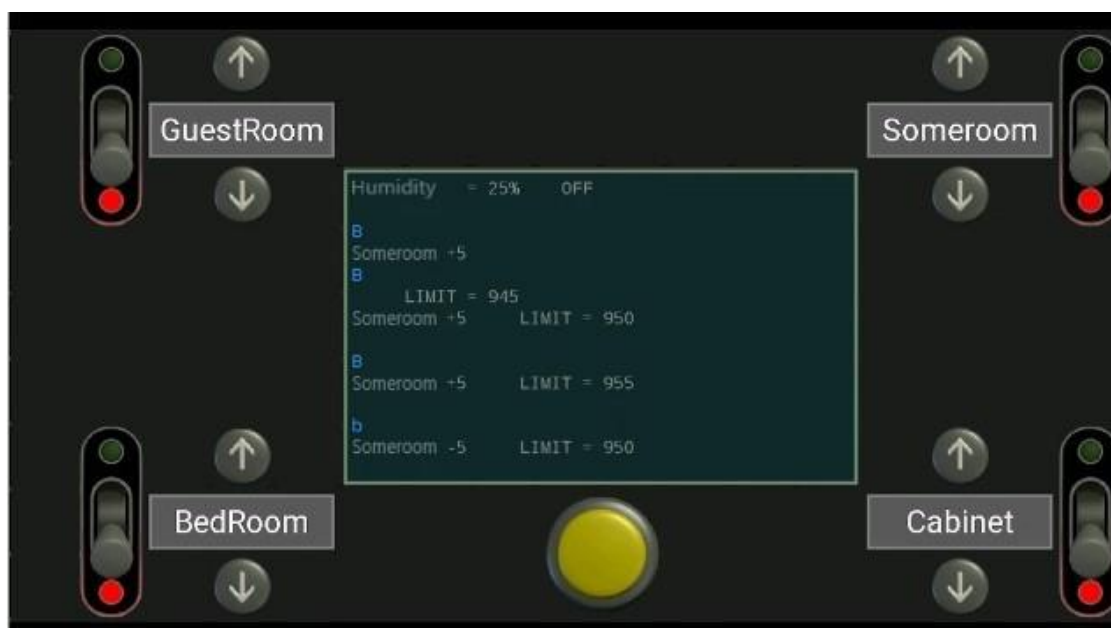 GuestRoom
Someroom
Humidity = 25% OFF
B
Someroom +5
B
LIMIT = 945
Someroom +5 LIMIT = 950
B
Someroom +5 LIMIT = 955
b
Someroom -5 LIMIT = 950
BedRoom
Cabinet